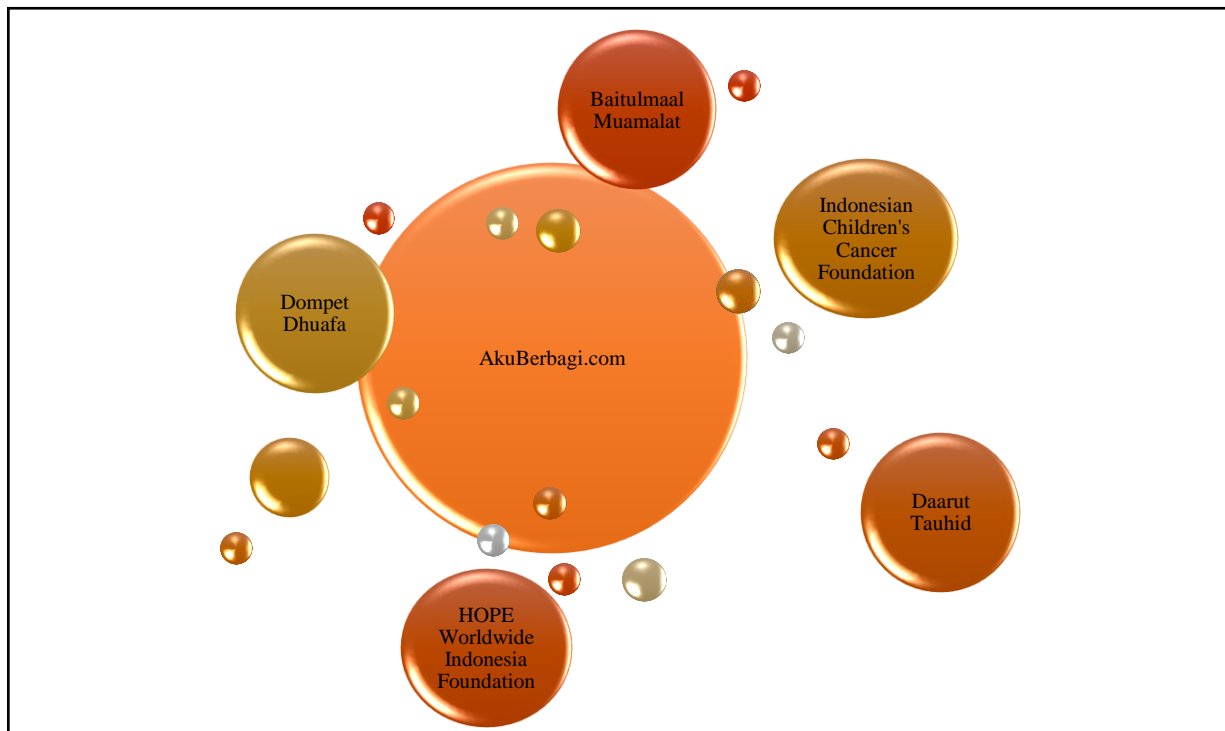 Baitulmaal
Muamalat
Indonesian
Children's
Cancer
Foundation
Dompet
Dhuafa
AkuBerbagi.com
Daarut
Tauhid
HOPE
Worldwide
Indonesia
Foundation